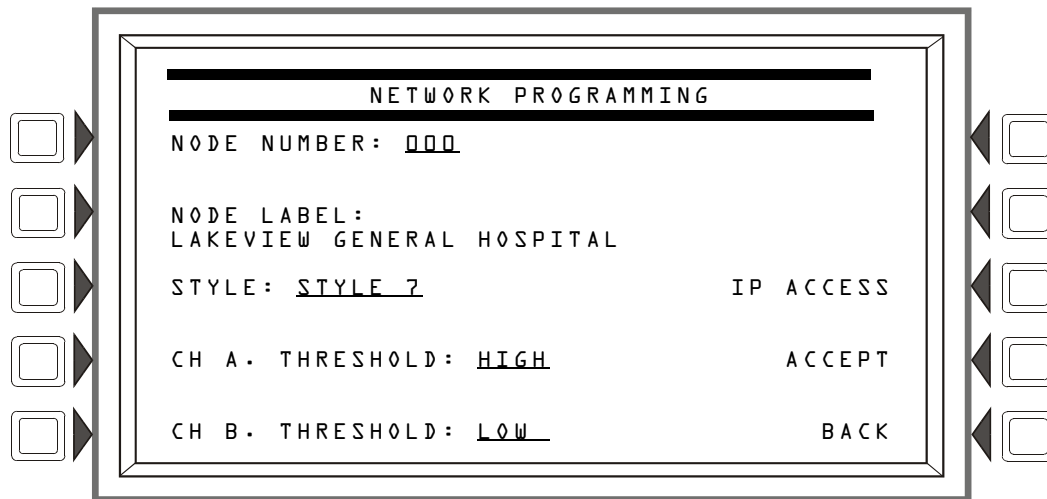 NETWORK PROGRAMMING
NODE NUMBER: 000
NODE LABEL:
LAKEVIEW GENERAL HOSPITAL
STYLE: STYLE 7
IP ACCESS
CH A. THRESHOLD: HIGH
ACCEPT
CH B. THRESHOLD: LOW
BACK